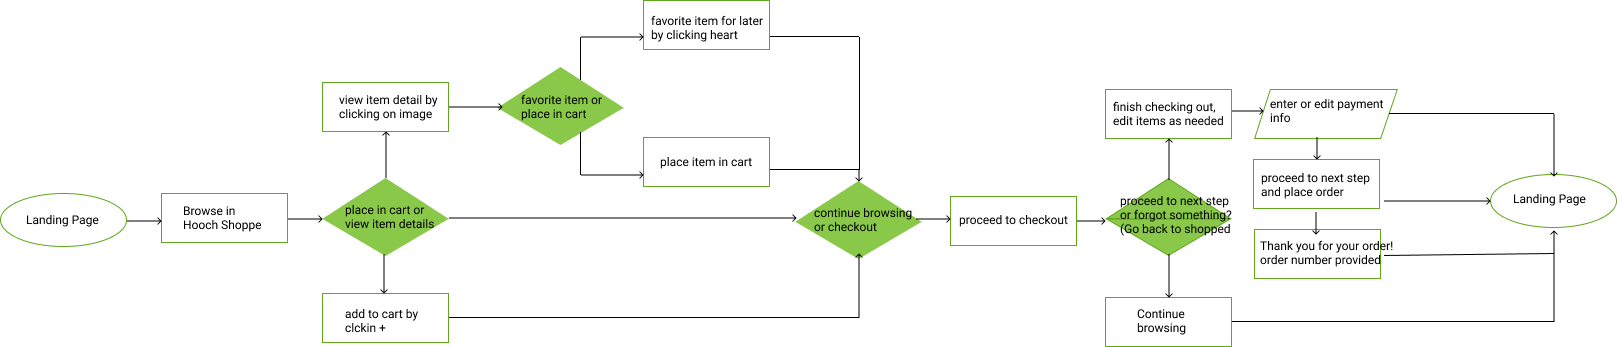 Landing Page
Browse in
Hooch Shoppe
place in cart or
view item details
view item detail by
clicking on image
add to cart by
clckin +
favorite item or
place in cart
favorite item for later
by clicking heart
place item in cart
continue browsing
or checkout
proceed to checkout
proceed to next step
or forgot something?
(Go back to shopped
finish checking out,
edit items as needed
Continue
browsing
enter or edit payment
info
proceed to next step
and place order
Thank you for your order!
order number provided
Landing Page